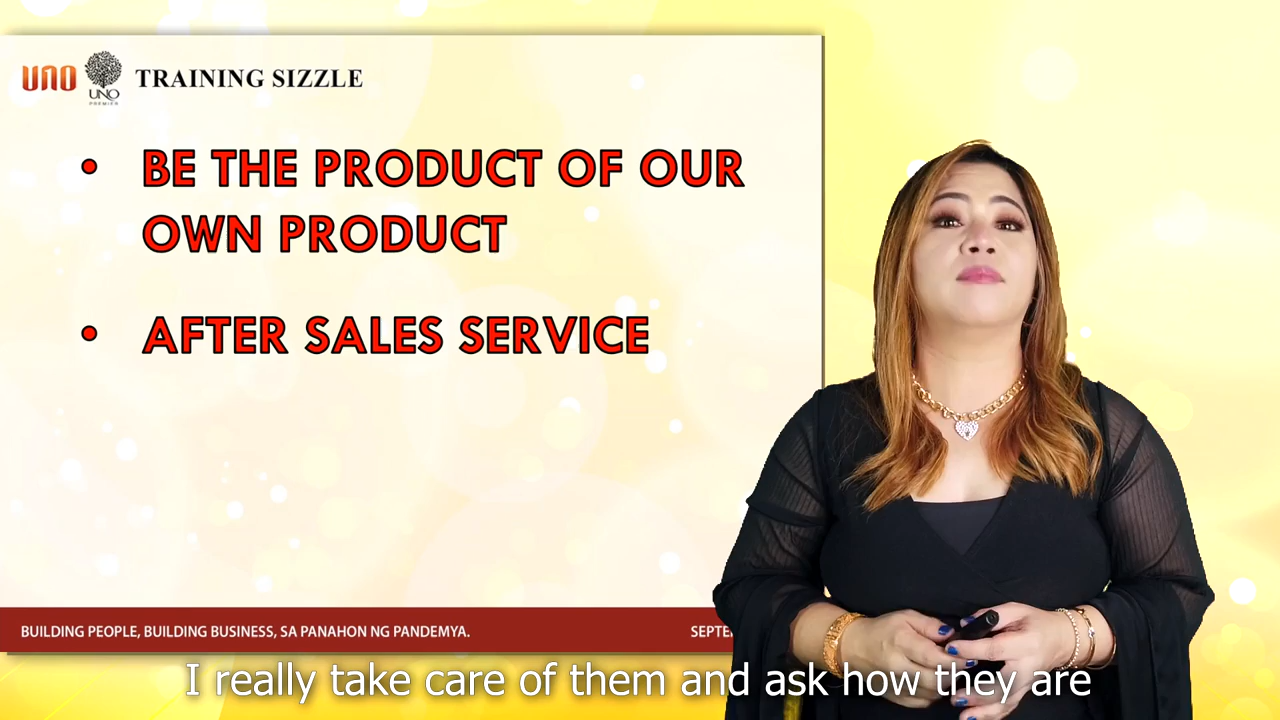 UNO
UNO
PREMIER
TRAINING SIZZLE
• BE THE PRODUCT OF OUR
OWN PRODUCT
• AFTER SALES SERVICE
BUILDING PEOPLE, BUILDING BUSINESS, SA PANAHON NG PANDEMYA.
I really take care of them and ask how they are